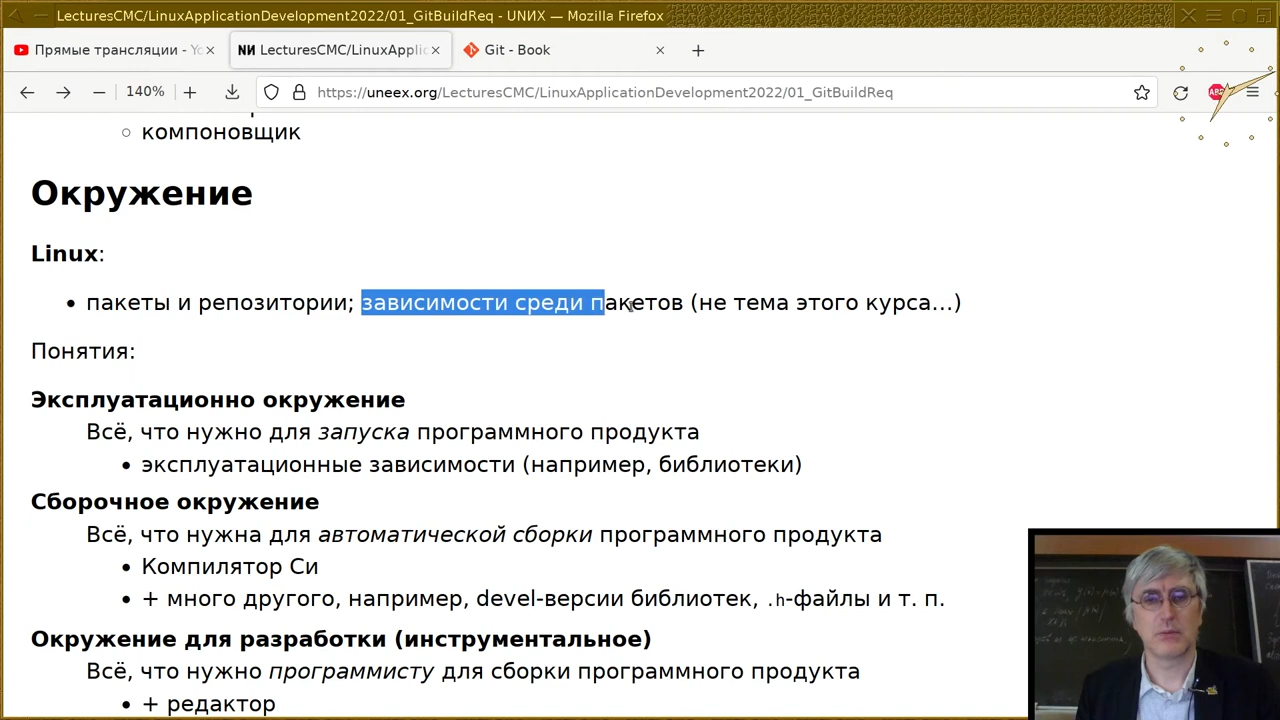 LecturesCMC/LinuxApplicationDevelopment2022/01_GitBuildReq - UNИX — Mozilla Firefox
Прямые трансляции - Yo
NИ LecturesCMC/LinuxApplic
Git - Book
140%
https://uneex.org/LecturesCMC/LinuxApplicationDevelopment2022/01_GitBuildReq
компоновщик
Окружение
Linux:
пакеты и репозитории; зависимости среди пакетов (не тема этого курса…)
Понятия:
Эксплуатационно окружение
Всё, что нужно для запуска программного продукта
эксплуатационные зависимости (например, библиотеки)
Сборочное окружение
Всё, что нужна для автоматической сборки программного продукта
Компилятор Си
+ много другого, например, devel-версии библиотек, .h-файлы и т. п.
Окружение для разработки (инструментальное)
Всё, что нужно программисту для сборки программного продукта
+ редактор